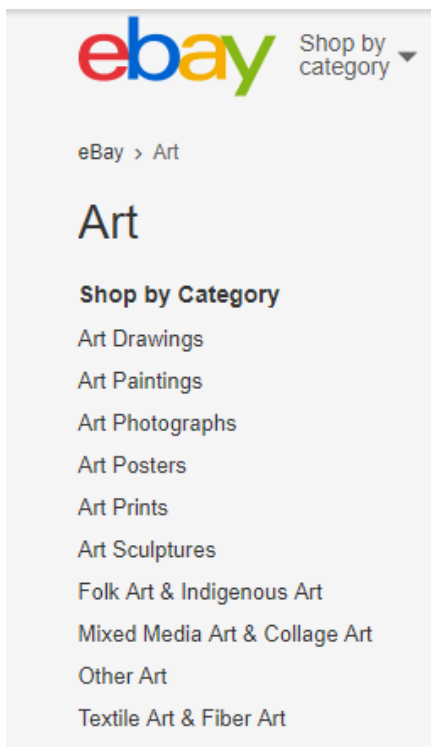 ebay
Shop by
category
eBay > Art
Art
Shop by Category
Art Drawings
Art Paintings
Art Photographs
Art Posters
Art Prints
Art Sculptures
Folk Art & Indigenous Art
Mixed Media Art & Collage Art
Other Art
Textile Art & Fiber Art